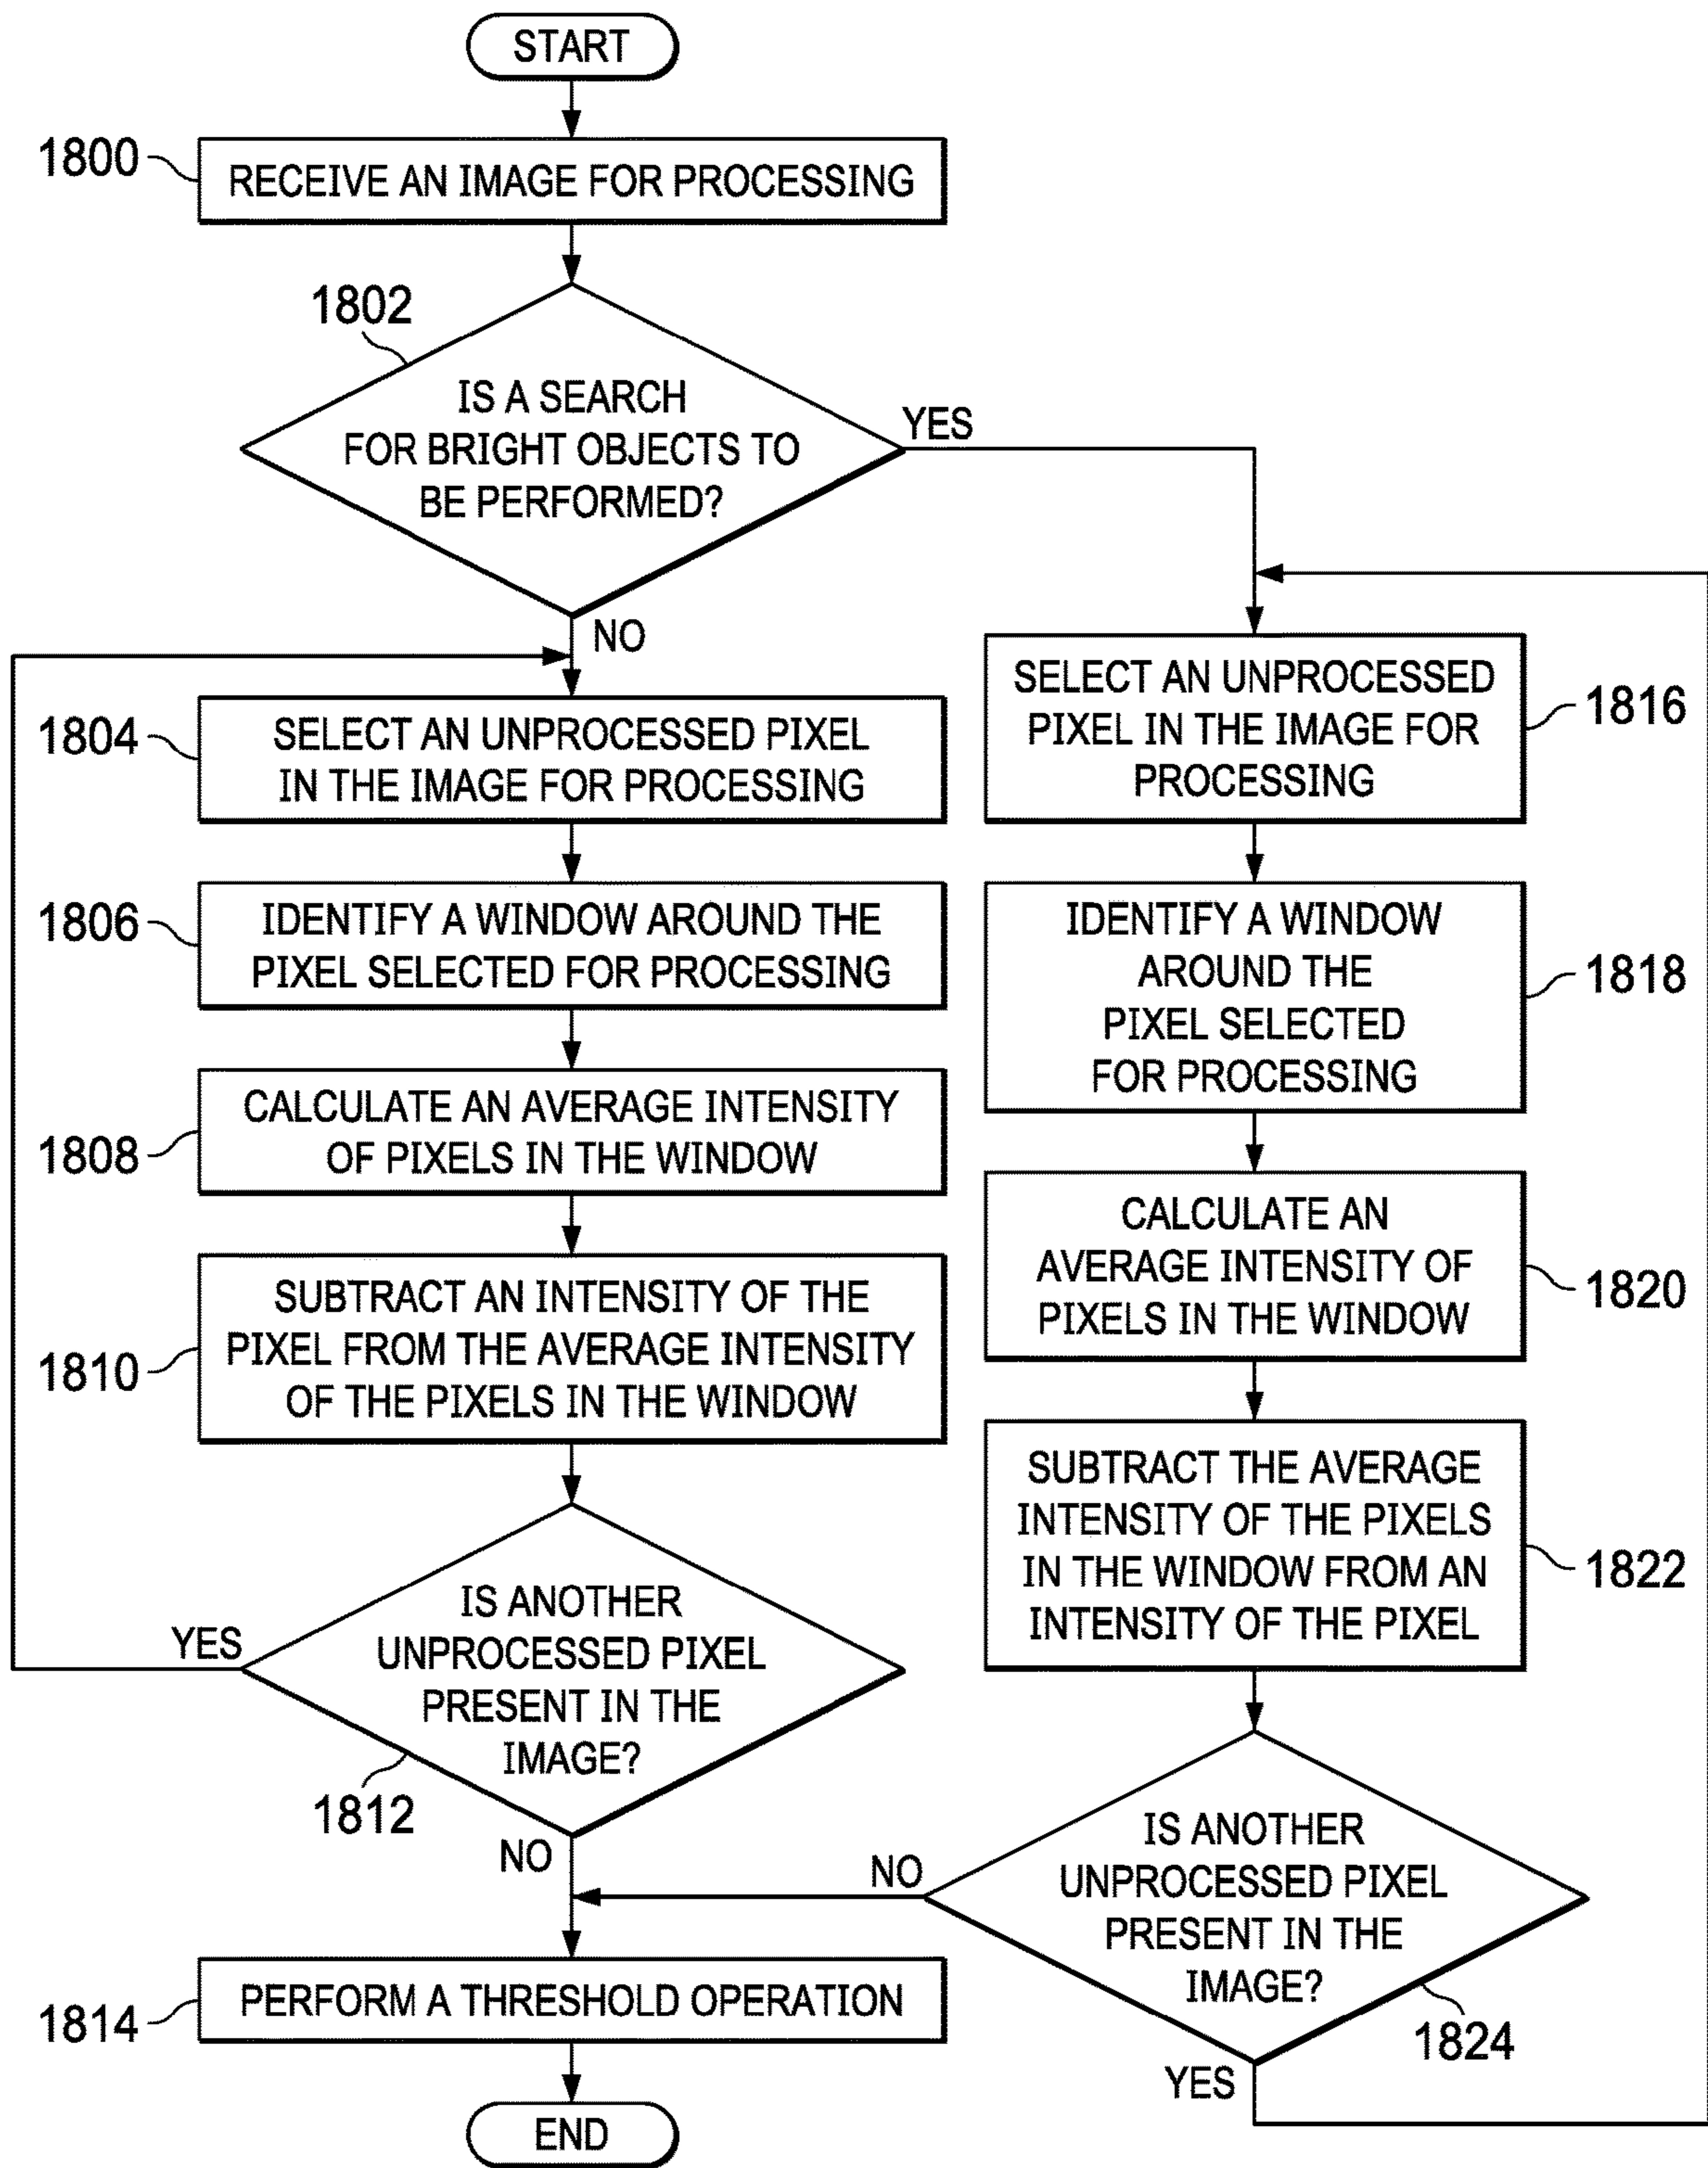 START
1800
RECEIVE AN IMAGE FOR PROCESSING
1802
IS A SEARCH
FOR BRIGHT OBJECTS TO
BE PERFORMED?
YES
NO
1804
SELECT AN UNPROCESSED PIXEL
IN THE IMAGE FOR PROCESSING
1806
IDENTIFY A WINDOW AROUND THE
PIXEL SELECTED FOR PROCESSING
1808
CALCULATE AN AVERAGE INTENSITY
OF PIXELS IN THE WINDOW
1810
SUBTRACT AN INTENSITY OF THE
PIXEL FROM THE AVERAGE INTENSITY
OF THE PIXELS IN THE WINDOW
YES
IS ANOTHER
UNPROCESSED PIXEL
PRESENT IN THE
IMAGE?
1812
NO
1814
PERFORM A THRESHOLD OPERATION
END
SELECT AN UNPROCESSED
PIXEL IN THE IMAGE FOR
PROCESSING
1816
IDENTIFY A WINDOW
AROUND THE
PIXEL SELECTED
FOR PROCESSING
1818
CALCULATE AN
AVERAGE INTENSITY OF
PIXELS IN THE WINDOW
1820
SUBTRACT THE AVERAGE
INTENSITY OF THE PIXELS
IN THE WINDOW FROM AN
INTENSITY OF THE PIXEL
1822
NO
IS ANOTHER
UNPROCESSED PIXEL
PRESENT IN THE
IMAGE?
1824
YES